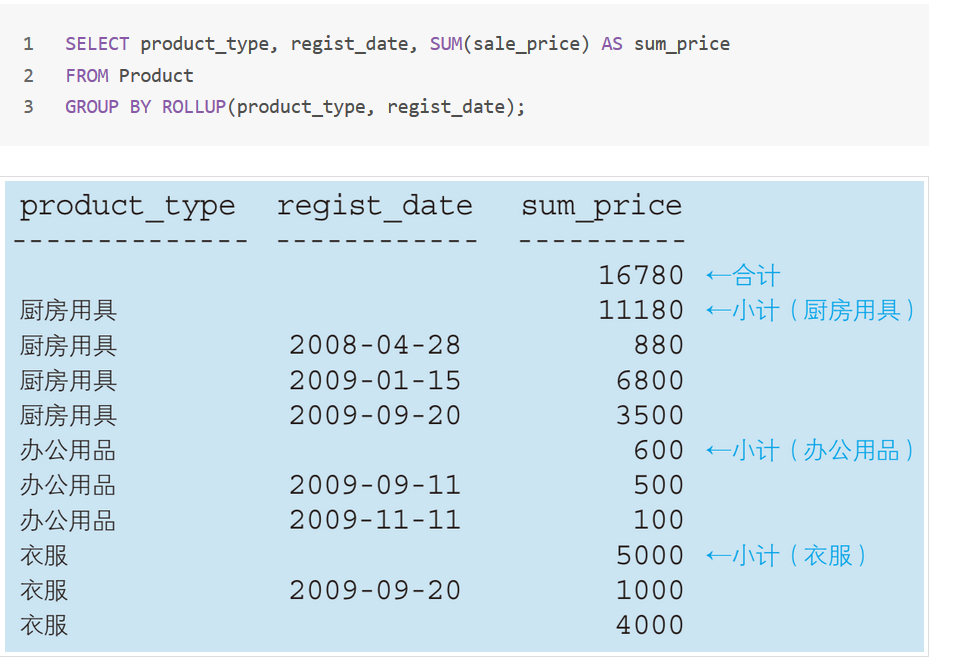 1 SELECT product_type, regist_date, SUM(sale_price) AS sum_price
2 FROM Product
3 GROUP BY ROLLUP(product_type, regist_date);
product_type regist_date sum_price
-------------- ------------ ----------
16780 ←合计
厨房用具 11180 ←小计（厨房用具）
厨房用具 2008-04-28 880
厨房用具 2009-01-15 6800
厨房用具 2009-09-20 3500
办公用品 600 ←小计（办公用品）
办公用品 2009-09-11 500
办公用品 2009-11-11 100
衣服 5000 ←小计（衣服）
衣服 2009-09-20 1000
衣服 4000